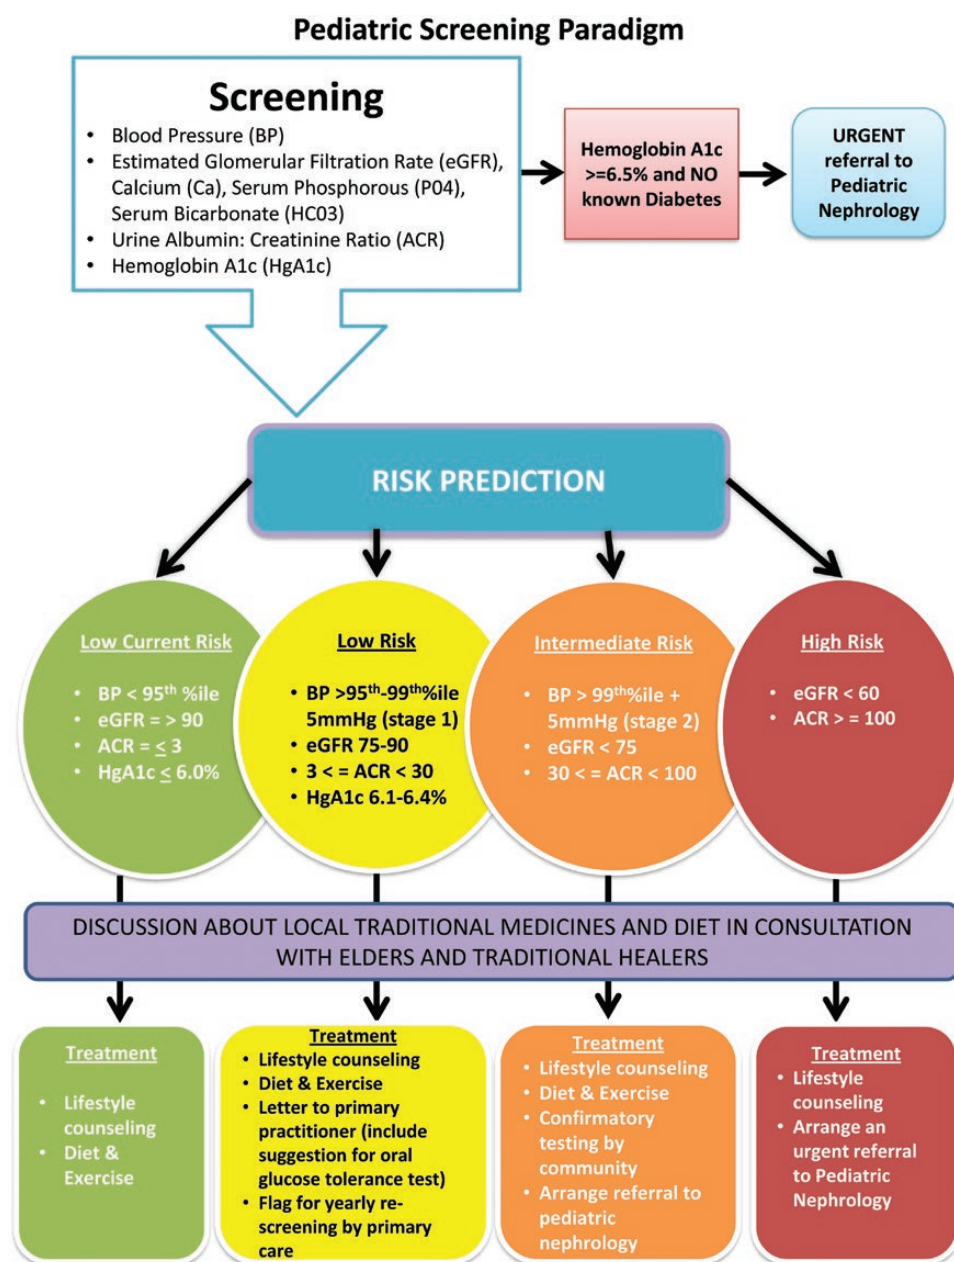 Pediatric Screening Paradigm
Screening
• Blood Pressure (BP)
• Estimated Glomerular Filtration Rate (eGFR),
Calcium (Ca), Serum Phosphorous (P04),
Serum Bicarbonate (HC03)
• Urine Albumin: Creatinine Ratio (ACR)
• Hemoglobin A1c (HgA1c)
Hemoglobin A1c
>=6.5% and NO
known Diabetes
URGENT
referral to
Pediatric
Nephrology
RISK PREDICTION
Low Current Risk
• BP < 95th %ile
• eGFR = > 90
• ACR = ≤ 3
• HgA1c ≤ 6.0%
Low Risk
• BP >95th-99th%ile
5mmHg (stage 1)
• eGFR 75-90
• 3 < = ACR < 30
• HgA1c 6.1-6.4%
Intermediate Risk
• BP > 99th%ile +
5mmHg (stage 2)
• eGFR < 75
• 30 < = ACR < 100
High Risk
• eGFR < 60
• ACR > = 100
DISCUSSION ABOUT LOCAL TRADITIONAL MEDICINES AND DIET IN CONSULTATION
WITH ELDERS AND TRADITIONAL HEALERS
Treatment
• Lifestyle
counseling
• Diet &
Exercise
Treatment
• Lifestyle counseling
• Diet & Exercise
• Letter to primary
practitioner (include
suggestion for oral
glucose tolerance test)
• Flag for yearly re-
screening by primary
care
Treatment
• Lifestyle counseling
• Diet & Exercise
• Confirmatory
testing by
community
• Arrange referral to
pediatric
nephrology
Treatment
• Lifestyle
counseling
• Arrange an
urgent referral
to Pediatric
Nephrology